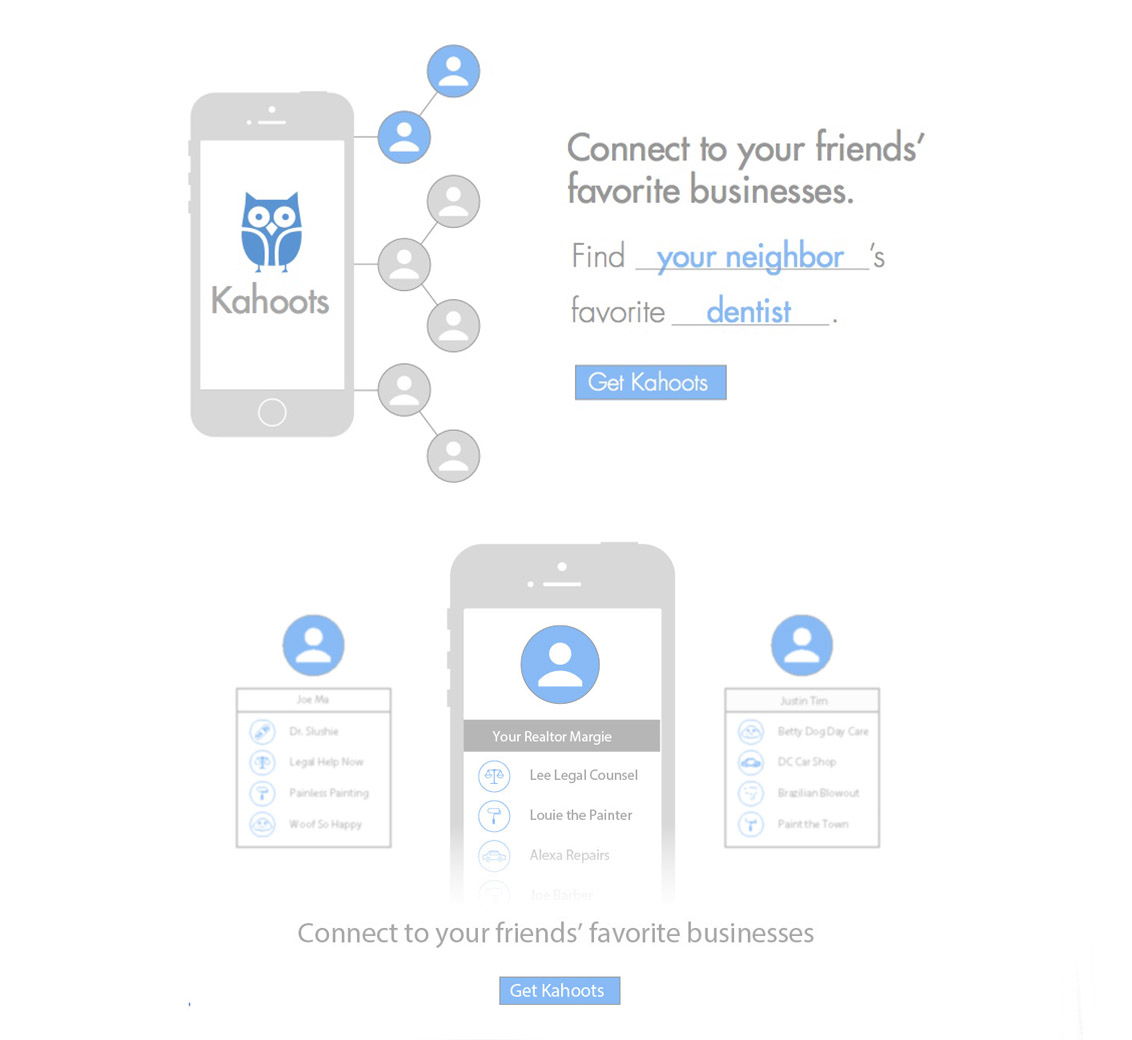 Kahoots
Connect to your friends'
favorite businesses.
Find your neighbor's
favorite dentist.
Get Kahoots
Joe Ma
Dr. Slushie
Legal Help Now
Painless Painting
Woof So Happy
Your Realtor Margie
Lee Legal Counsel
Louie the Painter
Alexa Repairs
Joe Barber
Justin Tim
Betty Dog Day Care
DC Car Shop
Brazilian Blowout
Paint the Town
Connect to your friends' favorite businesses
Get Kahoots